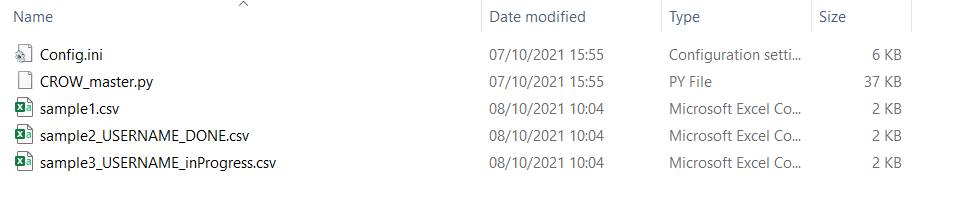 Name Date modified Type Size
Config.ini 07/10/2021 15:55 Configuration setti... 6 KB
CROW_master.py 07/10/2021 15:55 PY File 37 KB
sample1.csv 08/10/2021 10:04 Microsoft Excel Co... 2 KB
sample2_USERNAME_DONE.csv 08/10/2021 10:04 Microsoft Excel Co... 2 KB
sample3_USERNAME_inProgress.csv 08/10/2021 10:04 Microsoft Excel Co... 2 KB